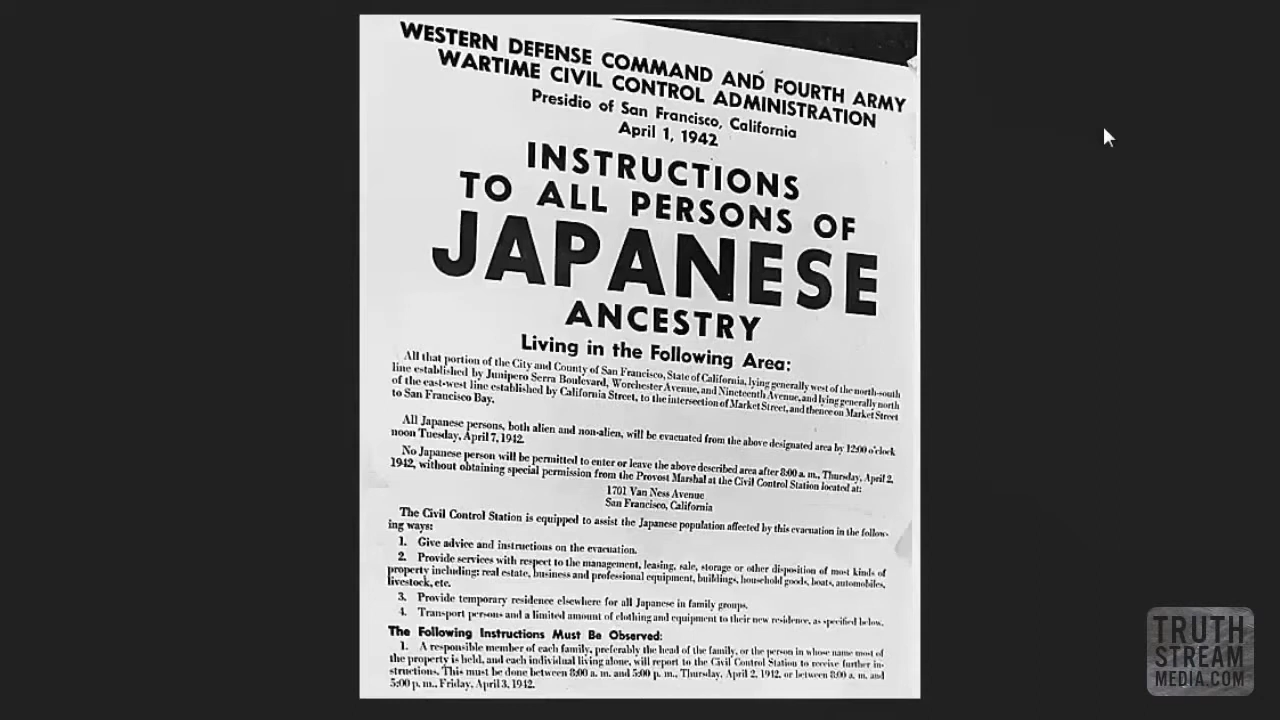 WESTERN DEFENSE COMMAND AND FOURTH ARMY
WARTIME CIVIL CONTROL ADMINISTRATION
Presidio of San Francisco, California
April 1, 1942
INSTRUCTIONS
TO ALL PERSONS OF
JAPANESE
ANCESTRY
Living in the Following Area:
All that portion of the City and County of San Francisco, State of California, lying generally west of the north-south
line established by Junipero Serra Boulevard, Worchester Avenue, and Nineteenth Avenue, and lying generally north
of the east-west line established by California Street, to the intersection of Market Street, and thence on Market Street
to San Francisco Bay.
All Japanese persons, both alien and non-alien, will be evacuated from the above designated area by 12:00 o'clock
noon Tuesday, April 7, 1942.
No Japanese person will be permitted to enter or leave the above described area after 8:00 a. m., Thursday, April 2,
1942, without obtaining special permission from the Provost Marshal at the Civil Control Station located at:
1701 Van Ness Avenue
San Francisco, California
The Civil Control Station is equipped to assist the Japanese population affected by this evacuation in the follow-
ing ways:
1. Give advice and instructions on the evacuation.
2. Provide services with respect to the management, leasing, sale, storage or other disposition of most kinds of
property including: real estate, business and professional equipment, buildings, household goods, boats, automobiles,
livestock, etc.
3. Provide temporary residence elsewhere for all Japanese in family groups.
4. Transport persons and a limited amount of clothing and equipment to their new residence, as specified below.
The Following Instructions Must Be Observed:
1. A responsible member of each family, preferably the head of the family, or the person in whose name most of
the property is held, and each individual living alone, will report to the Civil Control Station to receive further in-
structions. This must be done between 8:00 a. m. and 5:00 p. m., Thursday, April 2, 1942, or between 8:00 a. m. and
5:00 p. m., Friday, April 3, 1942.
TRUTH
STREAM
MEDIA.COM